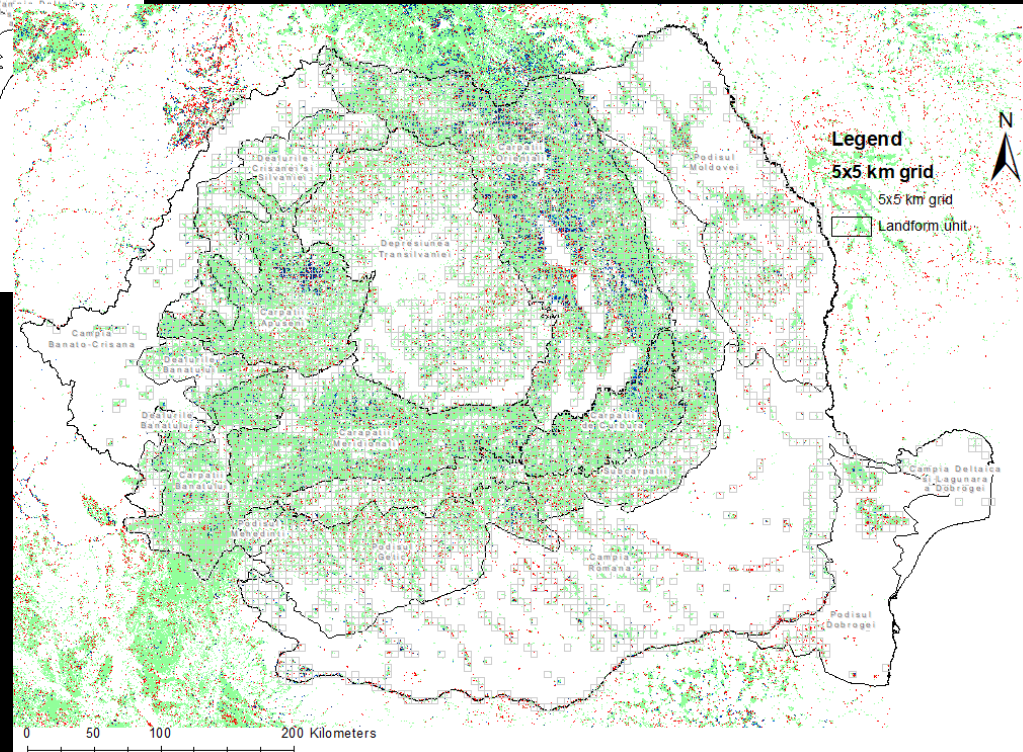 Legend
5x5 km grid
5x5 km grid
Landform unit
N
Carpatii
Orientali
Podisul
Moldovei
Dealurile
Crisanei si
Silvaniei
Depresiunea
Transilvaniei
Carpatii
Apuseni
Campia
Banato-Crisana
Dealurile
Banatului
Dealurile
Banatului
Carpatii
Meridionali
Carpatii
de Curbura
Subcarpatii
Carpatii
Banatului
Campia Deltaica
si Lagunara
a Dobrogei
Podisul
Mehedinti
Podisul
Getic
Campia
Romana
Podisul
Dobrogei
0 50 100 200 Kilometers